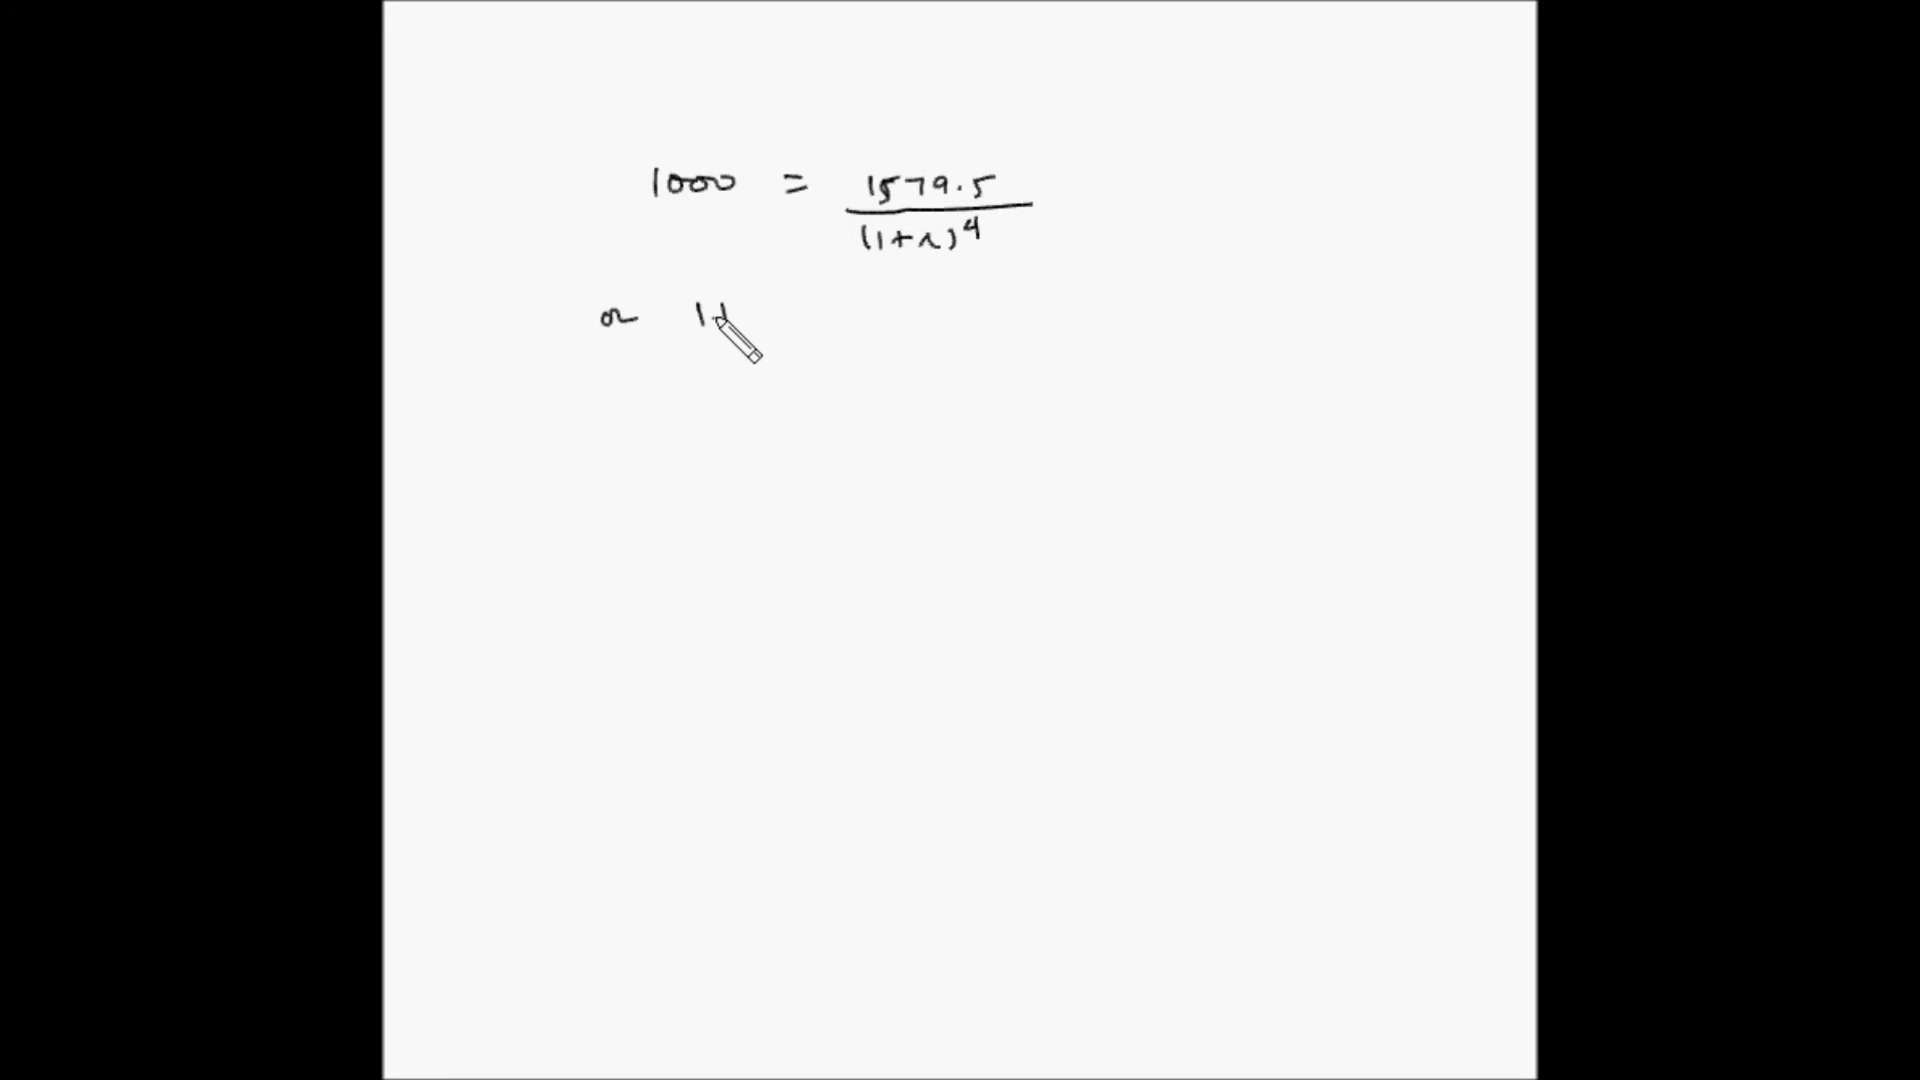 1000 = 1579.5
(1+r)^4
or 1+